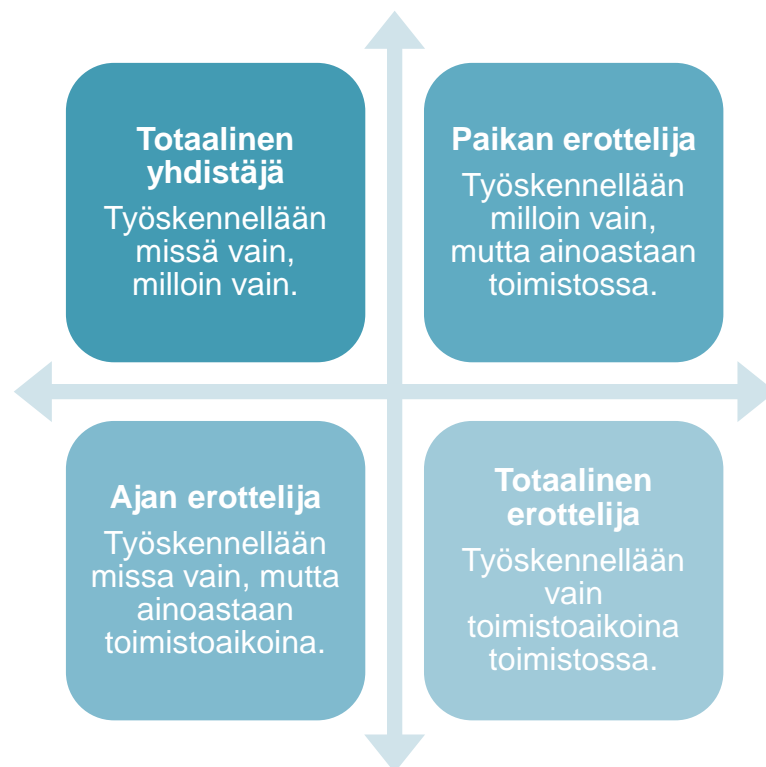 Totaalinen
yhdistäjä
Työskennellään
missä vain,
milloin vain.
Paikan erottelija
Työskennellään
milloin vain,
mutta ainoastaan
toimistossa.
Ajan erottelija
Työskennellään
missa vain, mutta
ainoastaan
toimistoaikoina.
Totaalinen
erottelija
Työskennellään
vain
toimistoaikoina
toimistossa.